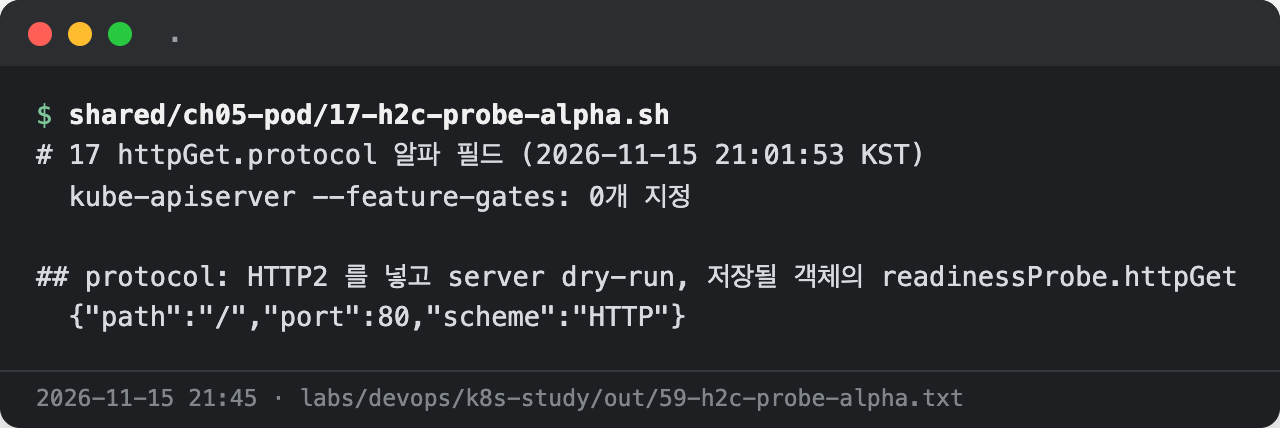 .
$ shared/ch05-pod/17-h2c-probe-alpha.sh
# 17 httpGet.protocol 알파 필드 (2026-11-15 21:01:53 KST)
kube-apiserver --feature-gates: 0개 지정
## protocol: HTTP2 를 넣고 server dry-run, 저장될 객체의 readinessProbe.httpGet
{"path":"/","port":80,"scheme":"HTTP"}
2026-11-15 21:45 · labs/devops/k8s-study/out/59-h2c-probe-alpha.txt